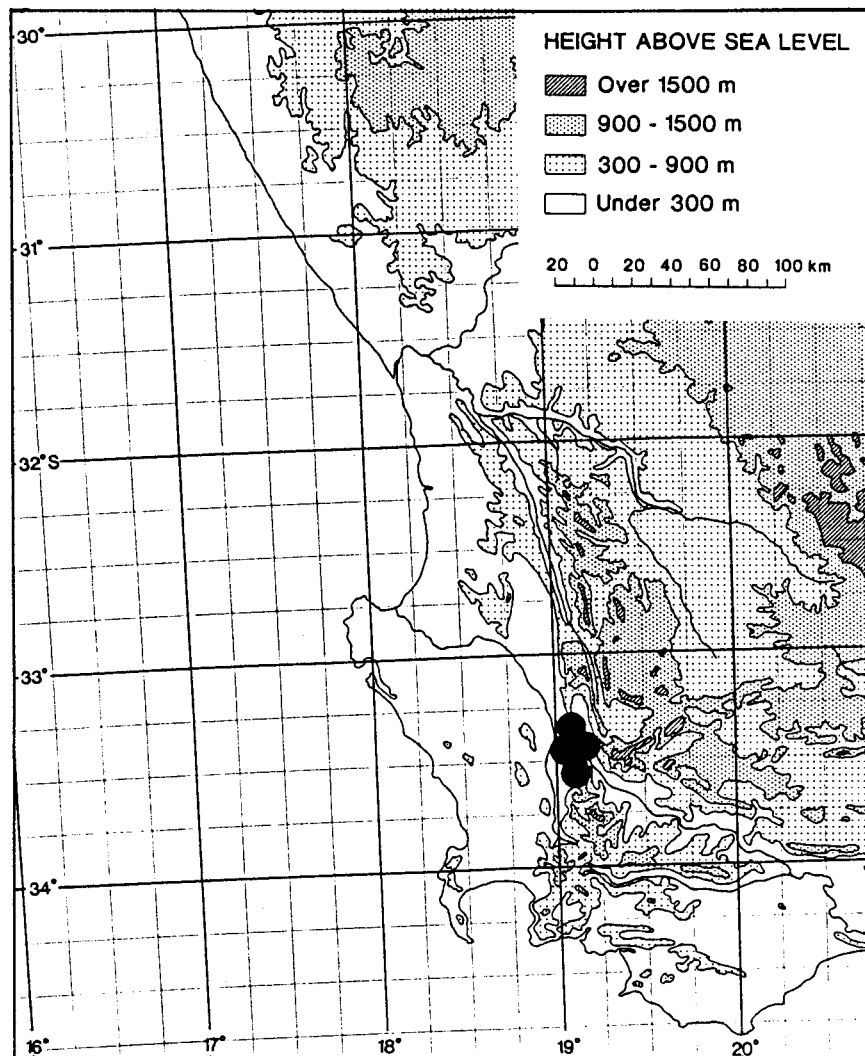 HEIGHT ABOVE SEA LEVEL
Over 1500 m
900 - 1500 m
300 - 900 m
Under 300 m
20 0 20 40 60 80 100 km
30°
31°
32°S
33°
34°
16° 17° 18° 19° 20°